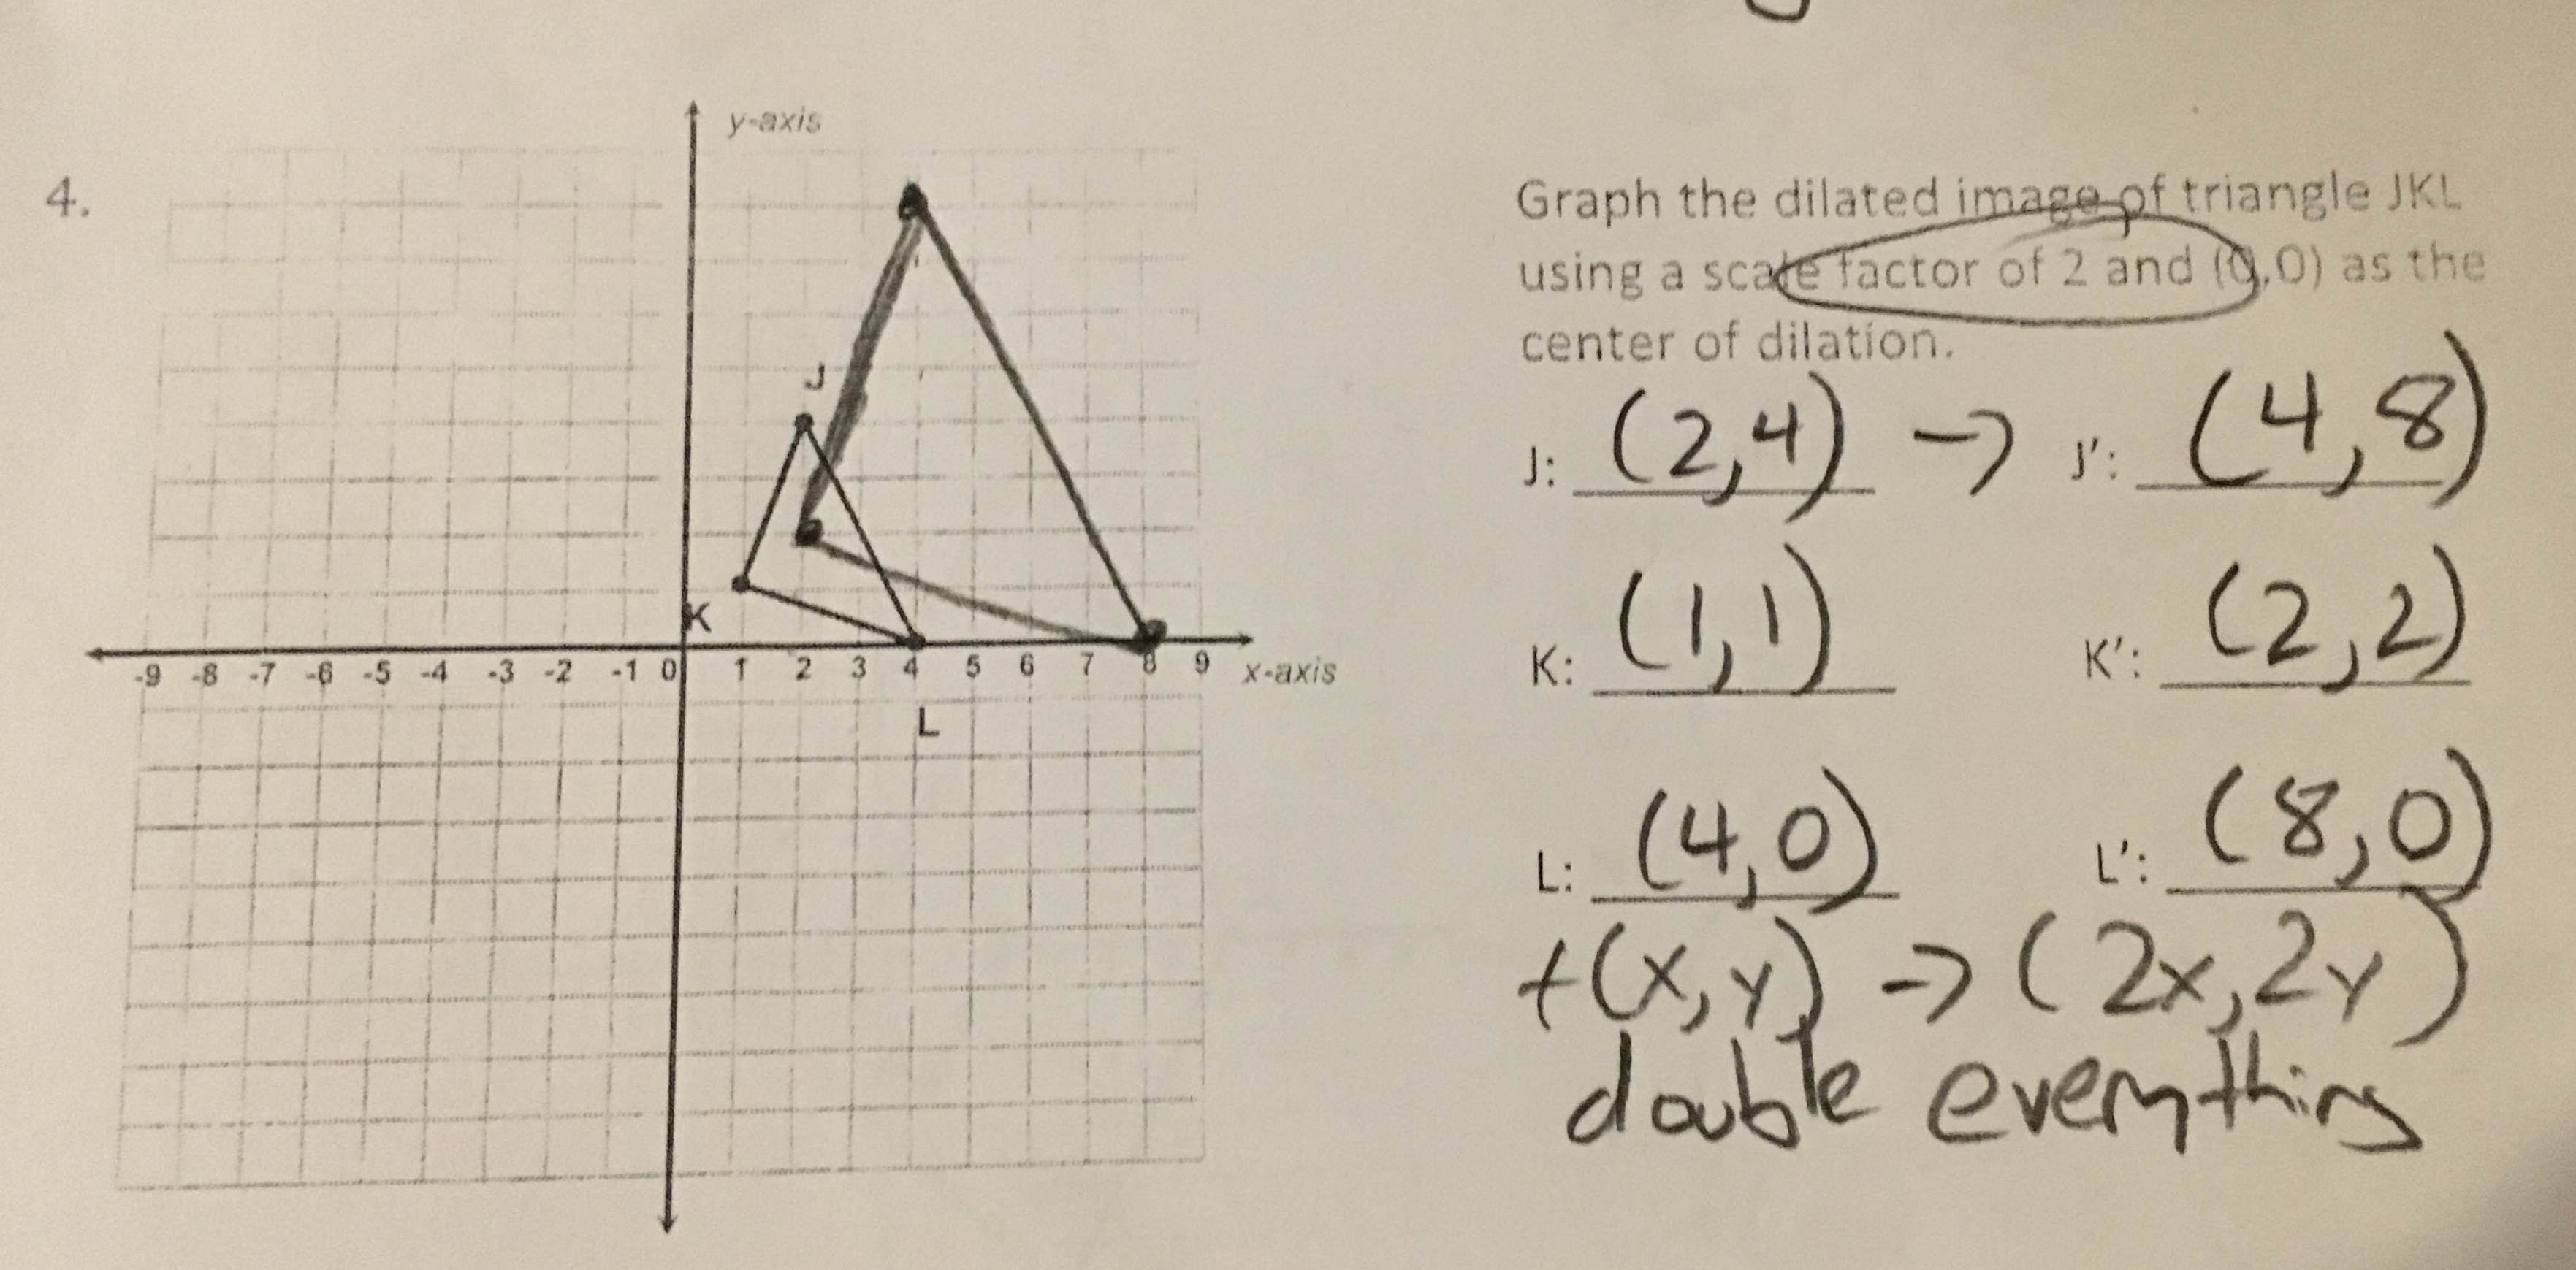 y-axis
4.
J
K
-9 -8 -7 -6 -5 -4 -3 -2 -1 0 1 2 3 4 5 6 7 8 9 x-axis
L
Graph the dilated image of triangle JKL
using a scale factor of 2 and (0,0) as the
center of dilation.
J: (2,4) → J': (4,8)
K: (1,1) K': (2,2)
L: (4,0) L': (8,0)
+(x,y) → (2x,2y)
double everything